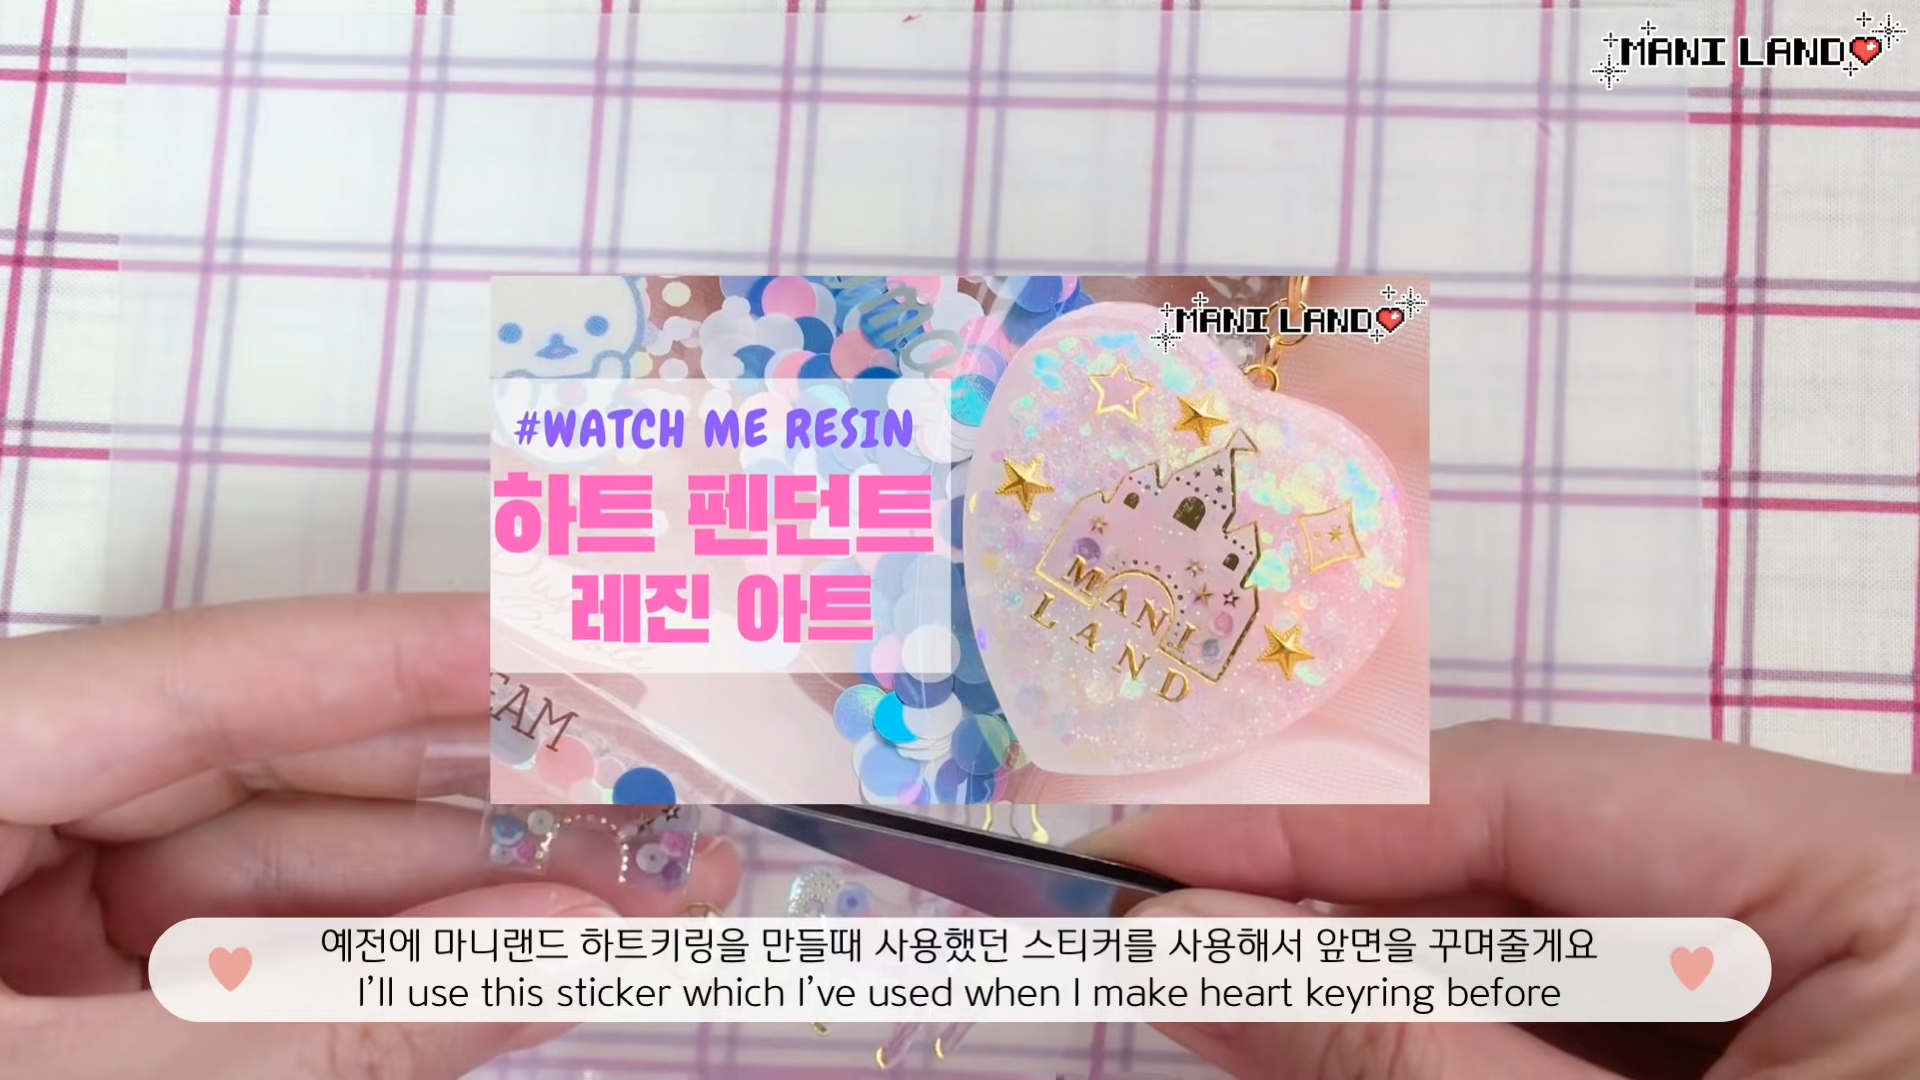 MANI LAND
MANI LAND
#WATCH ME RESIN
하트 펜던트
레진 아트
MANI
LAND
EAM
예전에 마니랜드 하트키링을 만들때 사용했던 스티커를 사용해서 앞면을 꾸며줄게요
I'll use this sticker which I've used when I make heart keyring before